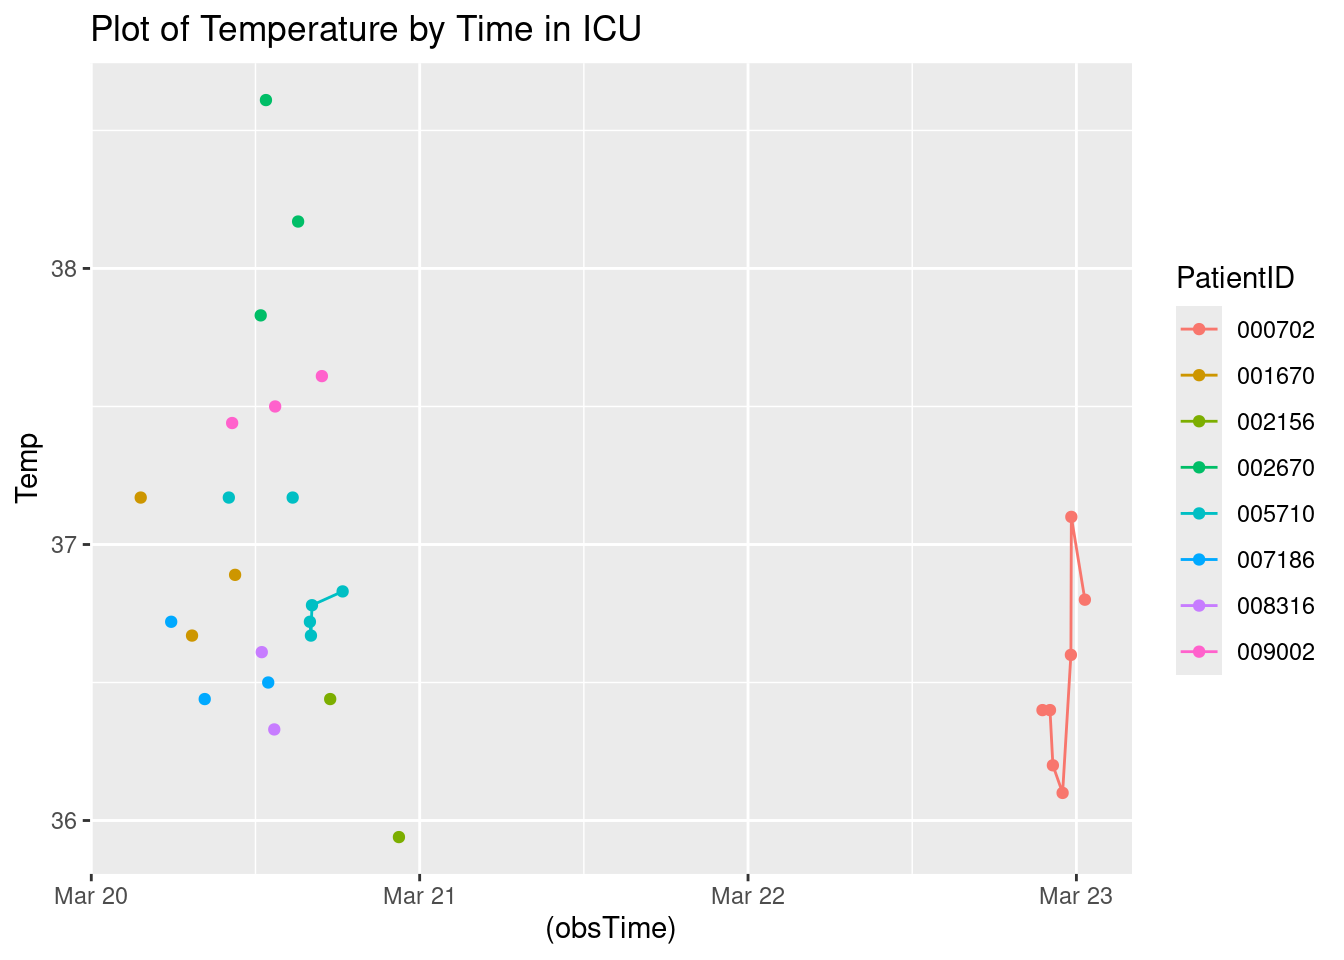 Plot of Temperature by Time in ICU
38
37
36
Temp
Mar 20
Mar 21
Mar 22
Mar 23
(obsTime)
PatientID
000702
001670
002156
002670
005710
007186
008316
009002